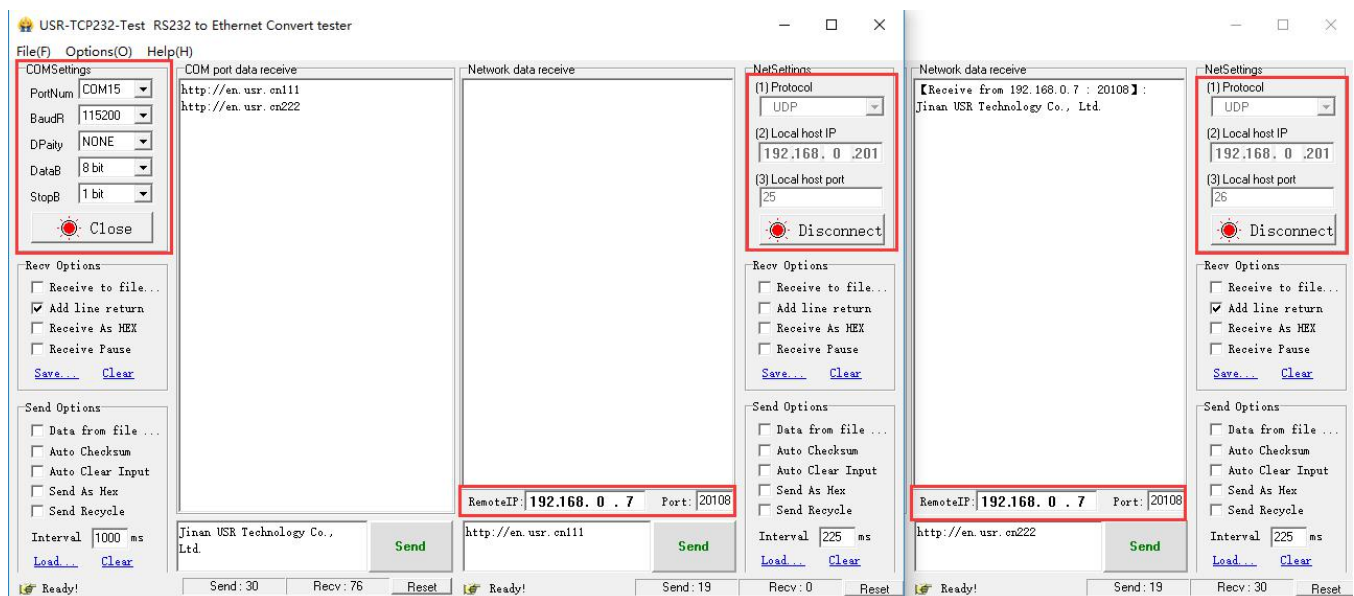 USR-TCP232-Test RS232 to Ethernet Convert tester
File(F) Options(O) Help(H)
COMSettings
PortNum COM15
BaudR 115200
DPaity NONE
DataB 8 bit
StopB 1 bit
Close
Recv Options
Receive to file...
Add line return
Receive As HEX
Receive Pause
Save... Clear
Send Options
Data from file ...
Auto Checksum
Auto Clear Input
Send As Hex
Send Recycle
Interval 1000 ms
Load... Clear
COM port data receive
http://en.usr.cn111
http://en.usr.cn222
Jinan USR Technology Co.,
Ltd.
Send
Ready!
Send : 30 Recv : 76 Reset
Network data receive
RemoteIP: 192.168. 0 . 7 Port: 20108
http://en.usr.cn111
Send
NetSettings
(1) Protocol
UDP
(2) Local host IP
192.168. 0 .201
(3) Local host port
25
Disconnect
Recv Options
Receive to file...
Add line return
Receive As HEX
Receive Pause
Save... Clear
Send Options
Data from file ...
Auto Checksum
Auto Clear Input
Send As Hex
Send Recycle
Interval 225 ms
Load... Clear
Ready! Send : 19 Recv : 0 Reset
Network data receive
【Receive from 192.168.0.7 : 20108】:
Jinan USR Technology Co., Ltd.
RemoteIP: 192.168. 0 . 7 Port: 20108
http://en.usr.cn222
Send
NetSettings
(1) Protocol
UDP
(2) Local host IP
192.168. 0 .201
(3) Local host port
26
Disconnect
Recv Options
Receive to file...
Add line return
Receive As HEX
Receive Pause
Save... Clear
Send Options
Data from file ...
Auto Checksum
Auto Clear Input
Send As Hex
Send Recycle
Interval 225 ms
Load... Clear
Ready! Send : 19 Recv : 30 Reset